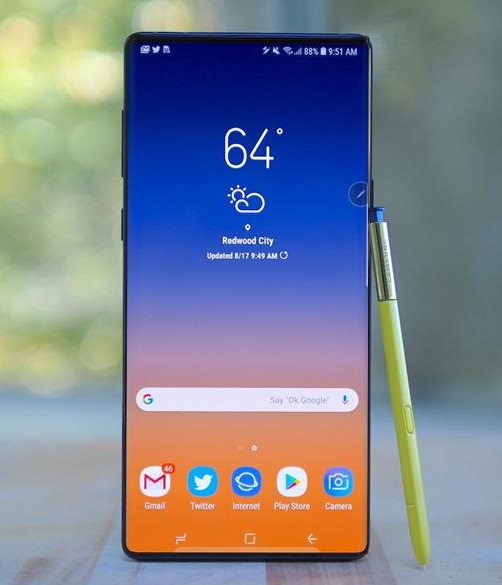 88% 9:51 AM
64°
Redwood City
Updated 8/17 9:49 AM
G Say "Ok Google"
46
Gmail Twitter Internet Play Store Camera
SAMSUNG